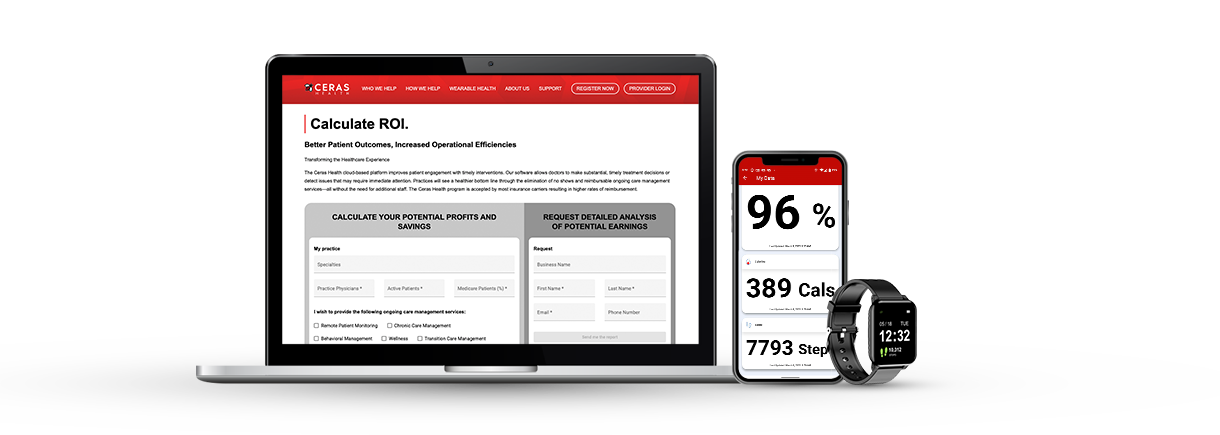 CERAS
HEALTH
WHO WE HELP HOW WE HELP WEARABLE HEALTH ABOUT US SUPPORT REGISTER NOW PROVIDER LOGIN
Calculate ROI.
Better Patient Outcomes, Increased Operational Efficiencies
Transforming the Healthcare Experience
The Ceras Health cloud-based platform improves patient engagement with timely interventions. Our software allows doctors to make substantial, timely treatment decisions or
detect issues that may require immediate attention. Practices will see a healthier bottom line through the elimination of no shows and reimbursable ongoing care management
services—all without the need for additional staff. The Ceras Health program is accepted by most insurance carriers resulting in higher rates of reimbursement.
CALCULATE YOUR POTENTIAL PROFITS AND
SAVINGS
My practice
Specialties
Practice Physicians * Active Patients * Medicare Patients (%) *
I wish to provide the following ongoing care management services:
Remote Patient Monitoring Chronic Care Management
Behavioral Management Wellness Transition Care Management
REQUEST DETAILED ANALYSIS
OF POTENTIAL EARNINGS
Request
Business Name
First Name * Last Name *
Email * Phone Number
Send me the report
My Data
96 %
389 Cals
7793 Step
05/16 TUE
12:32
10,312